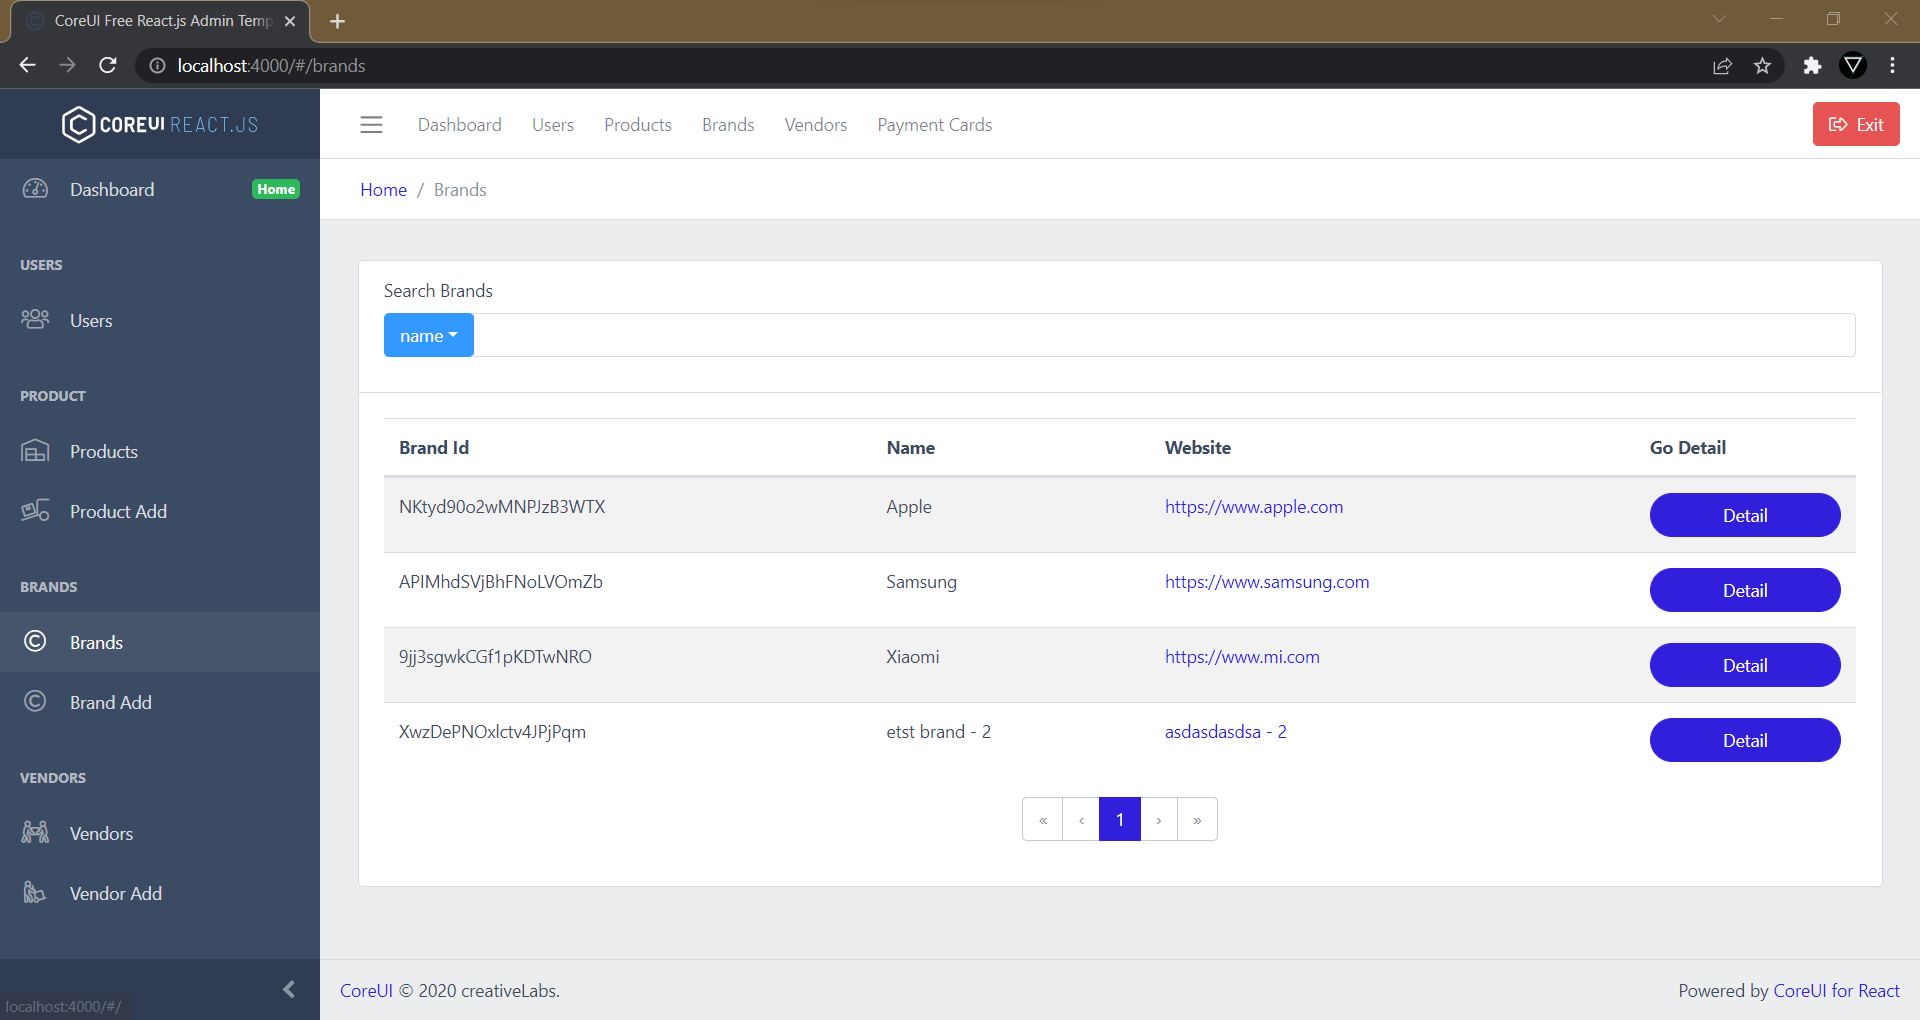 CoreUI Free React.js Admin Temp
localhost:4000/#/brands
COREUI REACT.JS
Dashboard Users Products Brands Vendors Payment Cards
Exit
Dashboard Home
Home / Brands
USERS
Users
PRODUCT
Products
Product Add
BRANDS
Brands
Brand Add
VENDORS
Vendors
Vendor Add
Search Brands
name
Brand Id Name Website Go Detail
NKtyd90o2wMNPJzB3WTX Apple https://www.apple.com Detail
APIMhdSVjBhFNoLVOmZb Samsung https://www.samsung.com Detail
9jj3sgwkCGf1pKDTwNRO Xiaomi https://www.mi.com Detail
XwzDePNOxlctv4JPjPqm etst brand - 2 asdasdasdsa - 2 Detail
« ‹ 1 › »
CoreUI © 2020 creativeLabs.
Powered by CoreUI for React
localhost:4000/#/